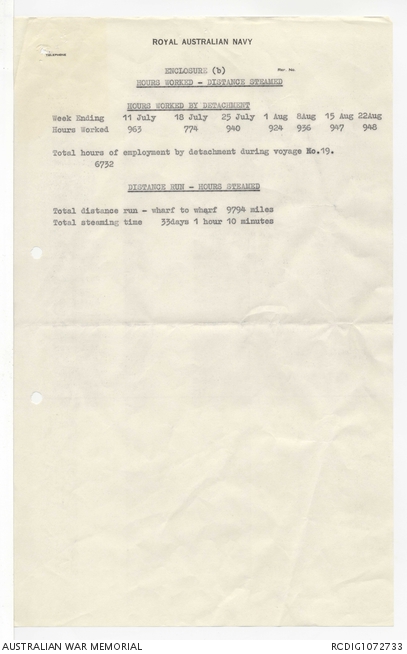 ROYAL AUSTRALIAN NAVY
TELEPHONE
ENCLOSURE (b)
HOURS WORKED - DISTANCE STEAMED
HOURS WORKED BY DETACHMENT
Week Ending 11 July 18 July 25 July 1 Aug 8Aug 15 Aug 22Aug
Hours Worked 963 774 940 924 936 947 948
Total hours of employment by detachment during voyage No.19.
6732
DISTANCE RUN - HOURS STEAMED
Total distance run - wharf to wharf 9794 miles
Total steaming time 33days 1 hour 10 minutes
AUSTRALIAN WAR MEMORIAL
RCDIG1072733